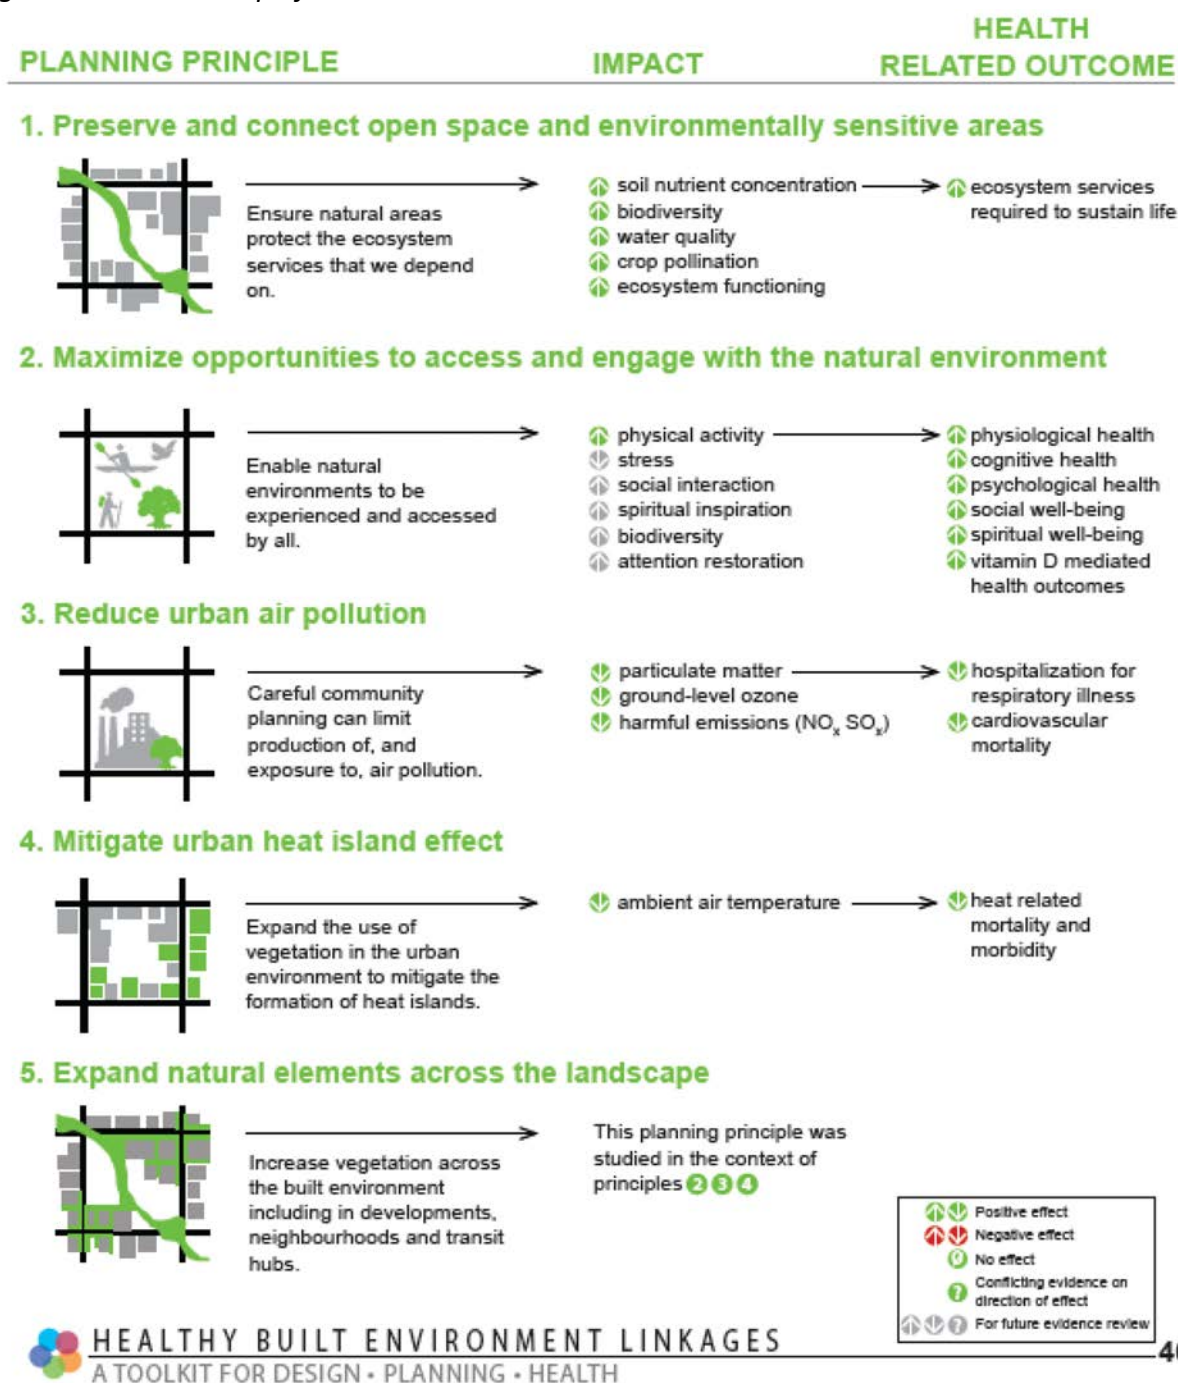 PLANNING PRINCIPLE
IMPACT
HEALTH
RELATED OUTCOME
1. Preserve and connect open space and environmentally sensitive areas
Ensure natural areas
protect the ecosystem
services that we depend
on.
soil nutrient concentration
biodiversity
water quality
crop pollination
ecosystem functioning
ecosystem services
required to sustain life
2. Maximize opportunities to access and engage with the natural environment
Enable natural
environments to be
experienced and accessed
by all.
physical activity
stress
social interaction
spiritual inspiration
biodiversity
attention restoration
physiological health
cognitive health
psychological health
social well-being
spiritual well-being
vitamin D mediated
health outcomes
3. Reduce urban air pollution
Careful community
planning can limit
production of, and
exposure to, air pollution.
particulate matter
ground-level ozone
harmful emissions (NOx SOx)
hospitalization for
respiratory illness
cardiovascular
mortality
4. Mitigate urban heat island effect
Expand the use of
vegetation in the urban
environment to mitigate the
formation of heat islands.
ambient air temperature
heat related
mortality and
morbidity
5. Expand natural elements across the landscape
Increase vegetation across
the built environment
including in developments,
neighbourhoods and transit
hubs.
This planning principle was
studied in the context of
principles 2 3 4
Positive effect
Negative effect
No effect
? Conflicting evidence on
direction of effect
? For future evidence review
HEALTHY BUILT ENVIRONMENT LINKAGES
A TOOLKIT FOR DESIGN • PLANNING • HEALTH